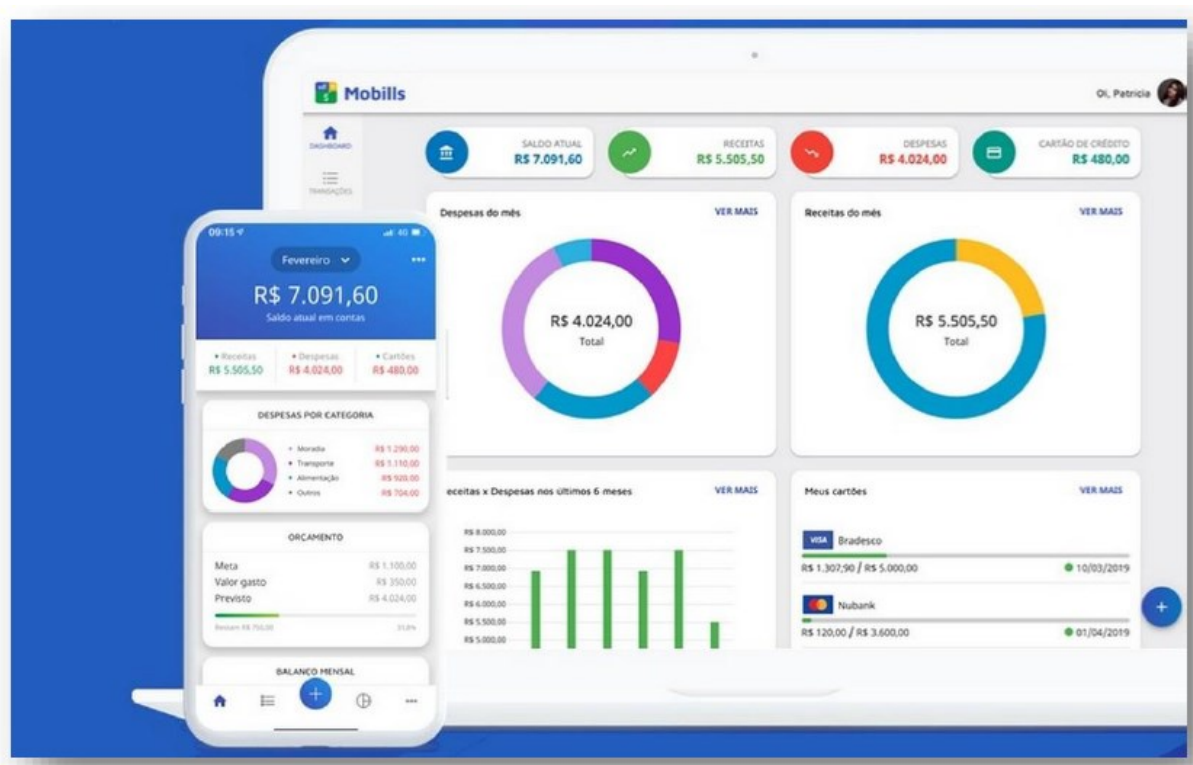 Mobills
Oi, Patrícia
DASHBOARD
TRANSAÇÕES
SALDO ATUAL
R$ 7.091,60
RECEITAS
R$ 5.505,50
DESPESAS
R$ 4.024,00
CARTÃO DE CRÉDITO
R$ 480,00
Despesas do mês
VER MAIS
R$ 4.024,00
Total
Receitas do mês
VER MAIS
R$ 5.505,50
Total
eceitas x Despesas nos últimos 6 meses
VER MAIS
R$ 8.000,00
R$ 7.500,00
R$ 7.000,00
R$ 6.500,00
R$ 6.000,00
R$ 5.500,00
R$ 5.000,00
Meus cartões
VER MAIS
VISA Bradesco
R$ 1.307,90 / R$ 5.000,00
10/03/2019
Nubank
R$ 120,00 / R$ 3.600,00
01/04/2019
09:15
4G
Fevereiro
R$ 7.091,60
Saldo atual em contas
Receitas
R$ 5.505,50
Despesas
R$ 4.024,00
Cartões
R$ 480,00
DESPESAS POR CATEGORIA
Moradia R$ 1.290,00
Transporte R$ 1.110,00
Alimentação R$ 920,00
Outros R$ 704,00
ORÇAMENTO
Meta R$ 1.100,00
Valor gasto R$ 350,00
Previsto R$ 4.024,00
Restam R$ 750,00
BALANÇO MENSAL